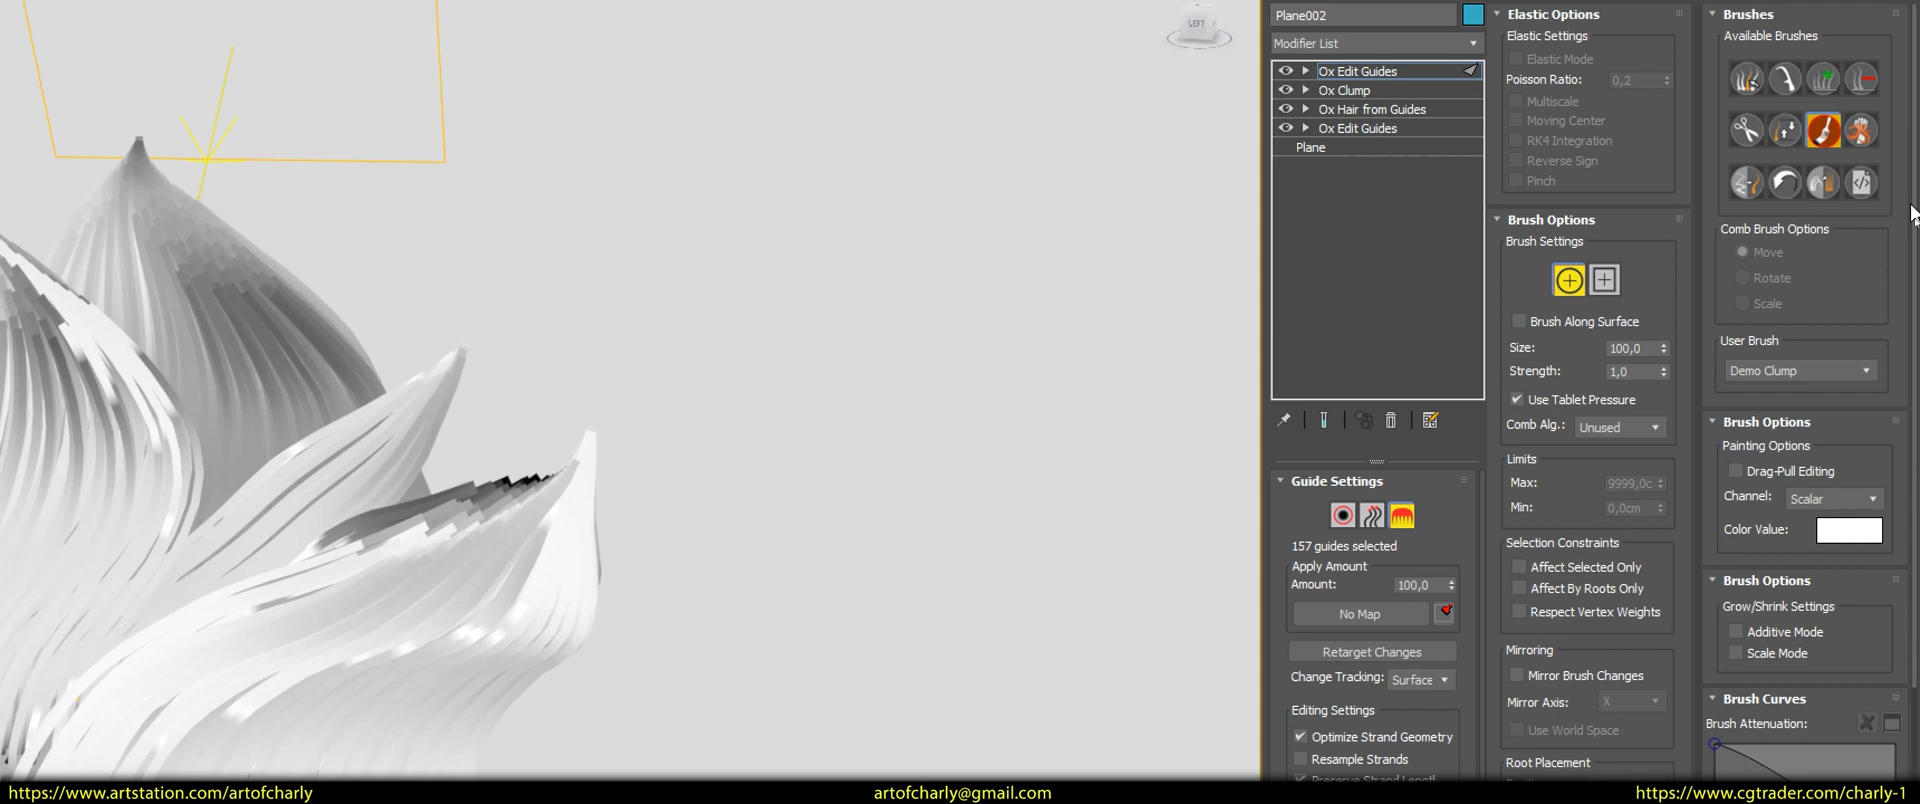 LEFT
Plane002
Modifier List
Ox Edit Guides
Ox Clump
Ox Hair from Guides
Ox Edit Guides
Plane
Guide Settings
157 guides selected
Apply Amount
Amount: 100,0
No Map
Retarget Changes
Change Tracking: Surface
Editing Settings
Optimize Strand Geometry
Resample Strands
Preserve Strand Length
Elastic Options
Elastic Settings
Elastic Mode
Poisson Ratio: 0,2
Multiscale
Moving Center
RK4 Integration
Reverse Sign
Pinch
Brush Options
Brush Settings
Brush Along Surface
Size: 100,0
Strength: 1,0
Use Tablet Pressure
Comb Alg.: Unused
Limits
Max: 9999,0c
Min: 0,0cm
Selection Constraints
Affect Selected Only
Affect By Roots Only
Respect Vertex Weights
Mirroring
Mirror Brush Changes
Mirror Axis: X
Use World Space
Root Placement
Brushes
Available Brushes
Comb Brush Options
Move
Rotate
Scale
User Brush
Demo Clump
Brush Options
Painting Options
Drag-Pull Editing
Channel: Scalar
Color Value:
Brush Options
Grow/Shrink Settings
Additive Mode
Scale Mode
Brush Curves
Brush Attenuation:
https://www.artstation.com/artofcharly
artofcharly@gmail.com
https://www.cgtrader.com/charly-1